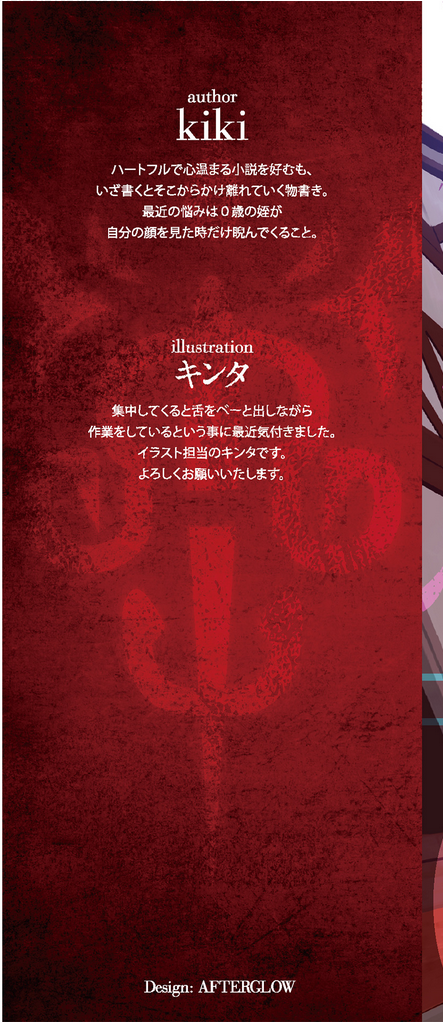 author
kiki
ハートフルで心温まる小説を好むも、
いざ書くとそこからかけ離れていく物書き。
最近の悩みは０歳の姪が
自分の顔を見た時だけ睨んでくること。
illustration
キンタ
集中してくると舌をべーと出しながら
作業をしているという事に最近気付きました。
イラスト担当のキンタです。
よろしくお願いいたします。
Design: AFTERGLOW